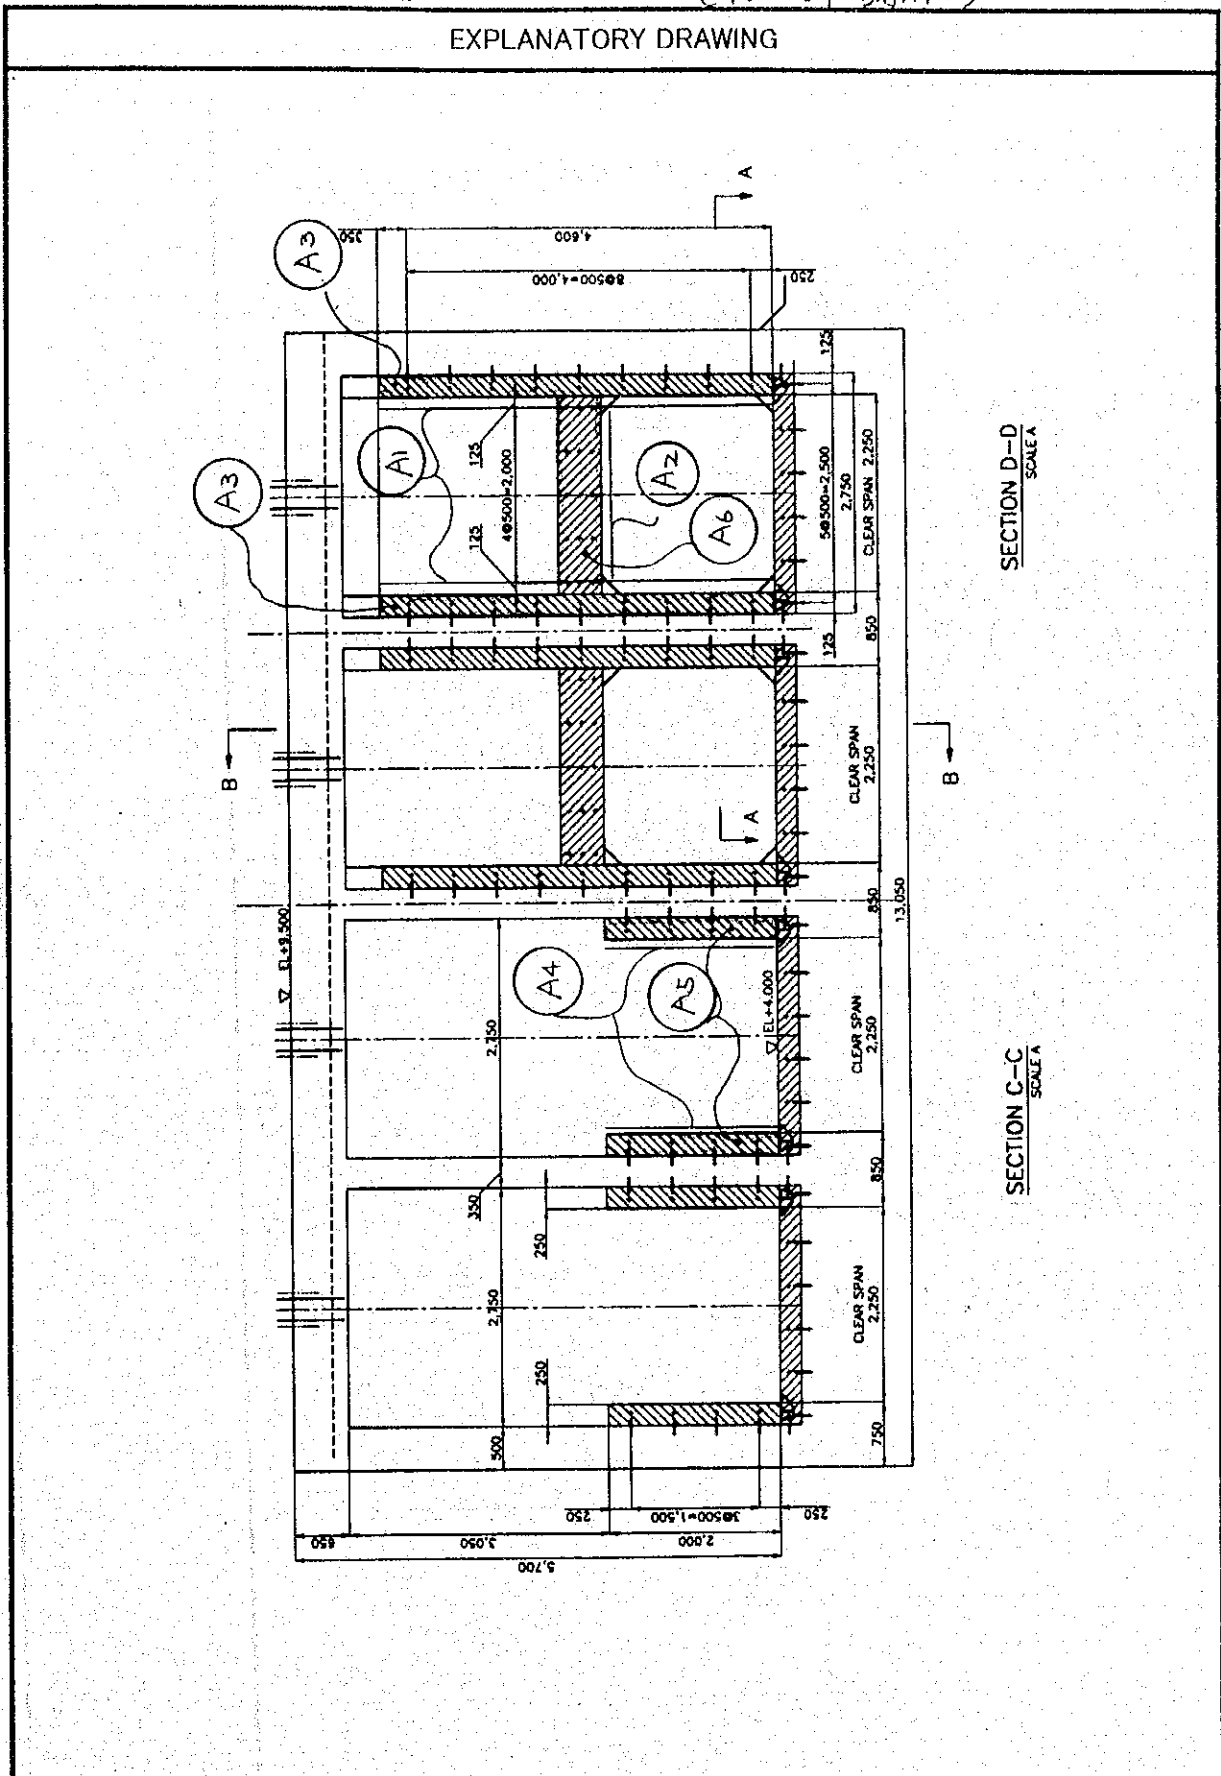 EXPLANATORY DRAWING
A3
350
4,600
8@500=4,000
250
A
A3
A1
125
4@500=2,000
125
A2
A6
125
5@500=2,500
2,750
CLEAR SPAN 2,250
125
850
SECTION D-D
SCALE A
B
B
A
CLEAR SPAN
2,250
850
13,050
EL+9,500
A4
A5
EL+4.000
2,750
CLEAR SPAN
2,250
850
350
250
2,750
250
500
CLEAR SPAN
2,250
750
SECTION C-C
SCALE A
250
3@500=1,500
250
650
3,050
2,000
5,700